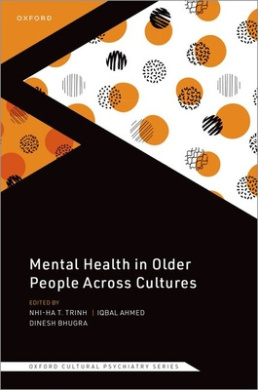 OXFORD
Mental Health in Older
People Across Cultures
EDITED BY
NHI-HA T. TRINH | IQBAL AHMED
DINESH BHUGRA
OXFORD CULTURAL PSYCHIATRY SERIES